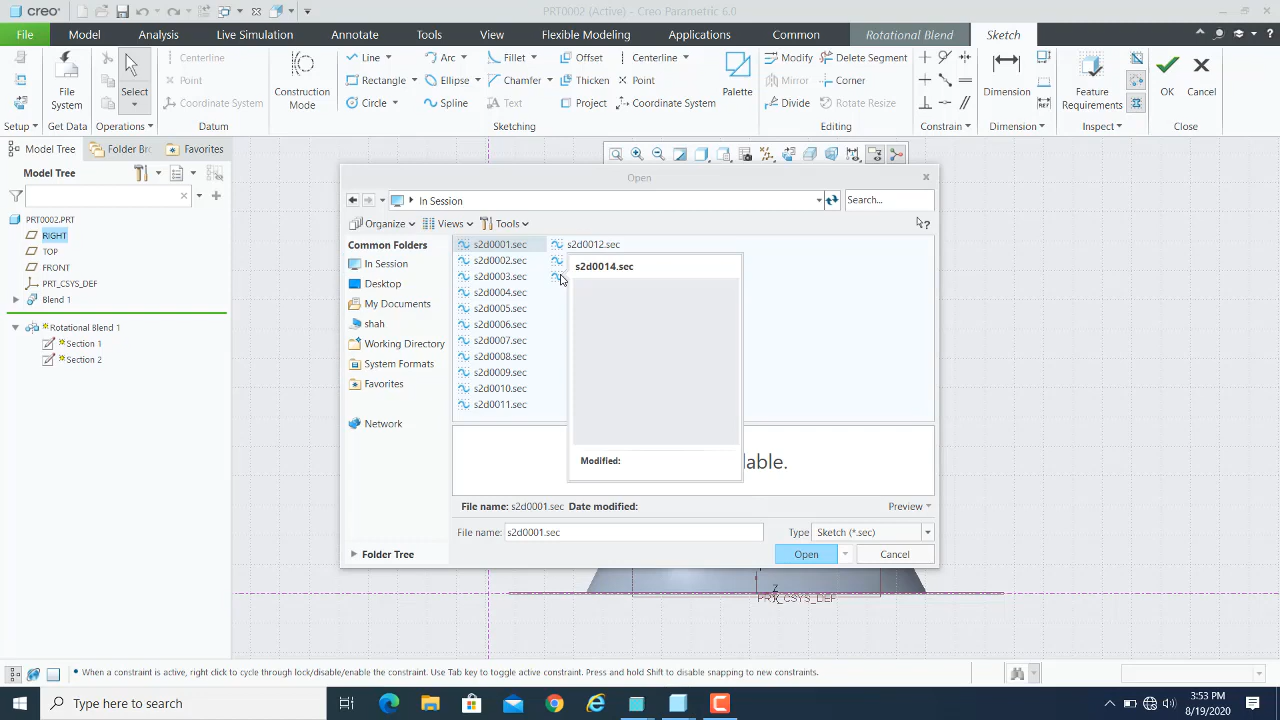 creo
PRT0002 (Active) - Creo Parametric 6.0
File Model Analysis Live Simulation Annotate Tools View Flexible Modeling Applications Common Rotational Blend Sketch
Centerline Line Arc Fillet Offset Centerline Modify Delete Segment
Point Rectangle Ellipse Chamfer Thicken Point Mirror Corner
Coordinate System Circle Spline Text Project Coordinate System Divide Rotate Resize
File System Select Construction Mode Palette Dimension Feature Requirements OK Cancel
Setup Get Data Operations Datum Sketching Editing Constrain Dimension Inspect Close
Model Tree Folder Br Favorites
Model Tree
PRT0002.PRT
RIGHT
TOP
FRONT
PRT_CSYS_DEF
Blend 1
Rotational Blend 1
Section 1
Section 2
Open
In Session
Search...
Organize Views Tools
Common Folders
In Session
Desktop
My Documents
shah
Working Directory
System Formats
Favorites
Network
Folder Tree
s2d0001.sec
s2d0002.sec
s2d0003.sec
s2d0004.sec
s2d0005.sec
s2d0006.sec
s2d0007.sec
s2d0008.sec
s2d0009.sec
s2d0010.sec
s2d0011.sec
s2d0012.sec
s2d0014.sec
Modified:
lable.
File name: s2d0001.sec Date modified: Preview
File name: s2d0001.sec Type Sketch (*.sec)
Open Cancel
Z
PRT_CSYS_DEF
• When a constraint is active, right click to cycle through lock/disable/enable the constraint. Use Tab key to toggle active constraint. Press and hold Shift to disable snapping to new constraints.
Type here to search
3:53 PM
8/19/2020